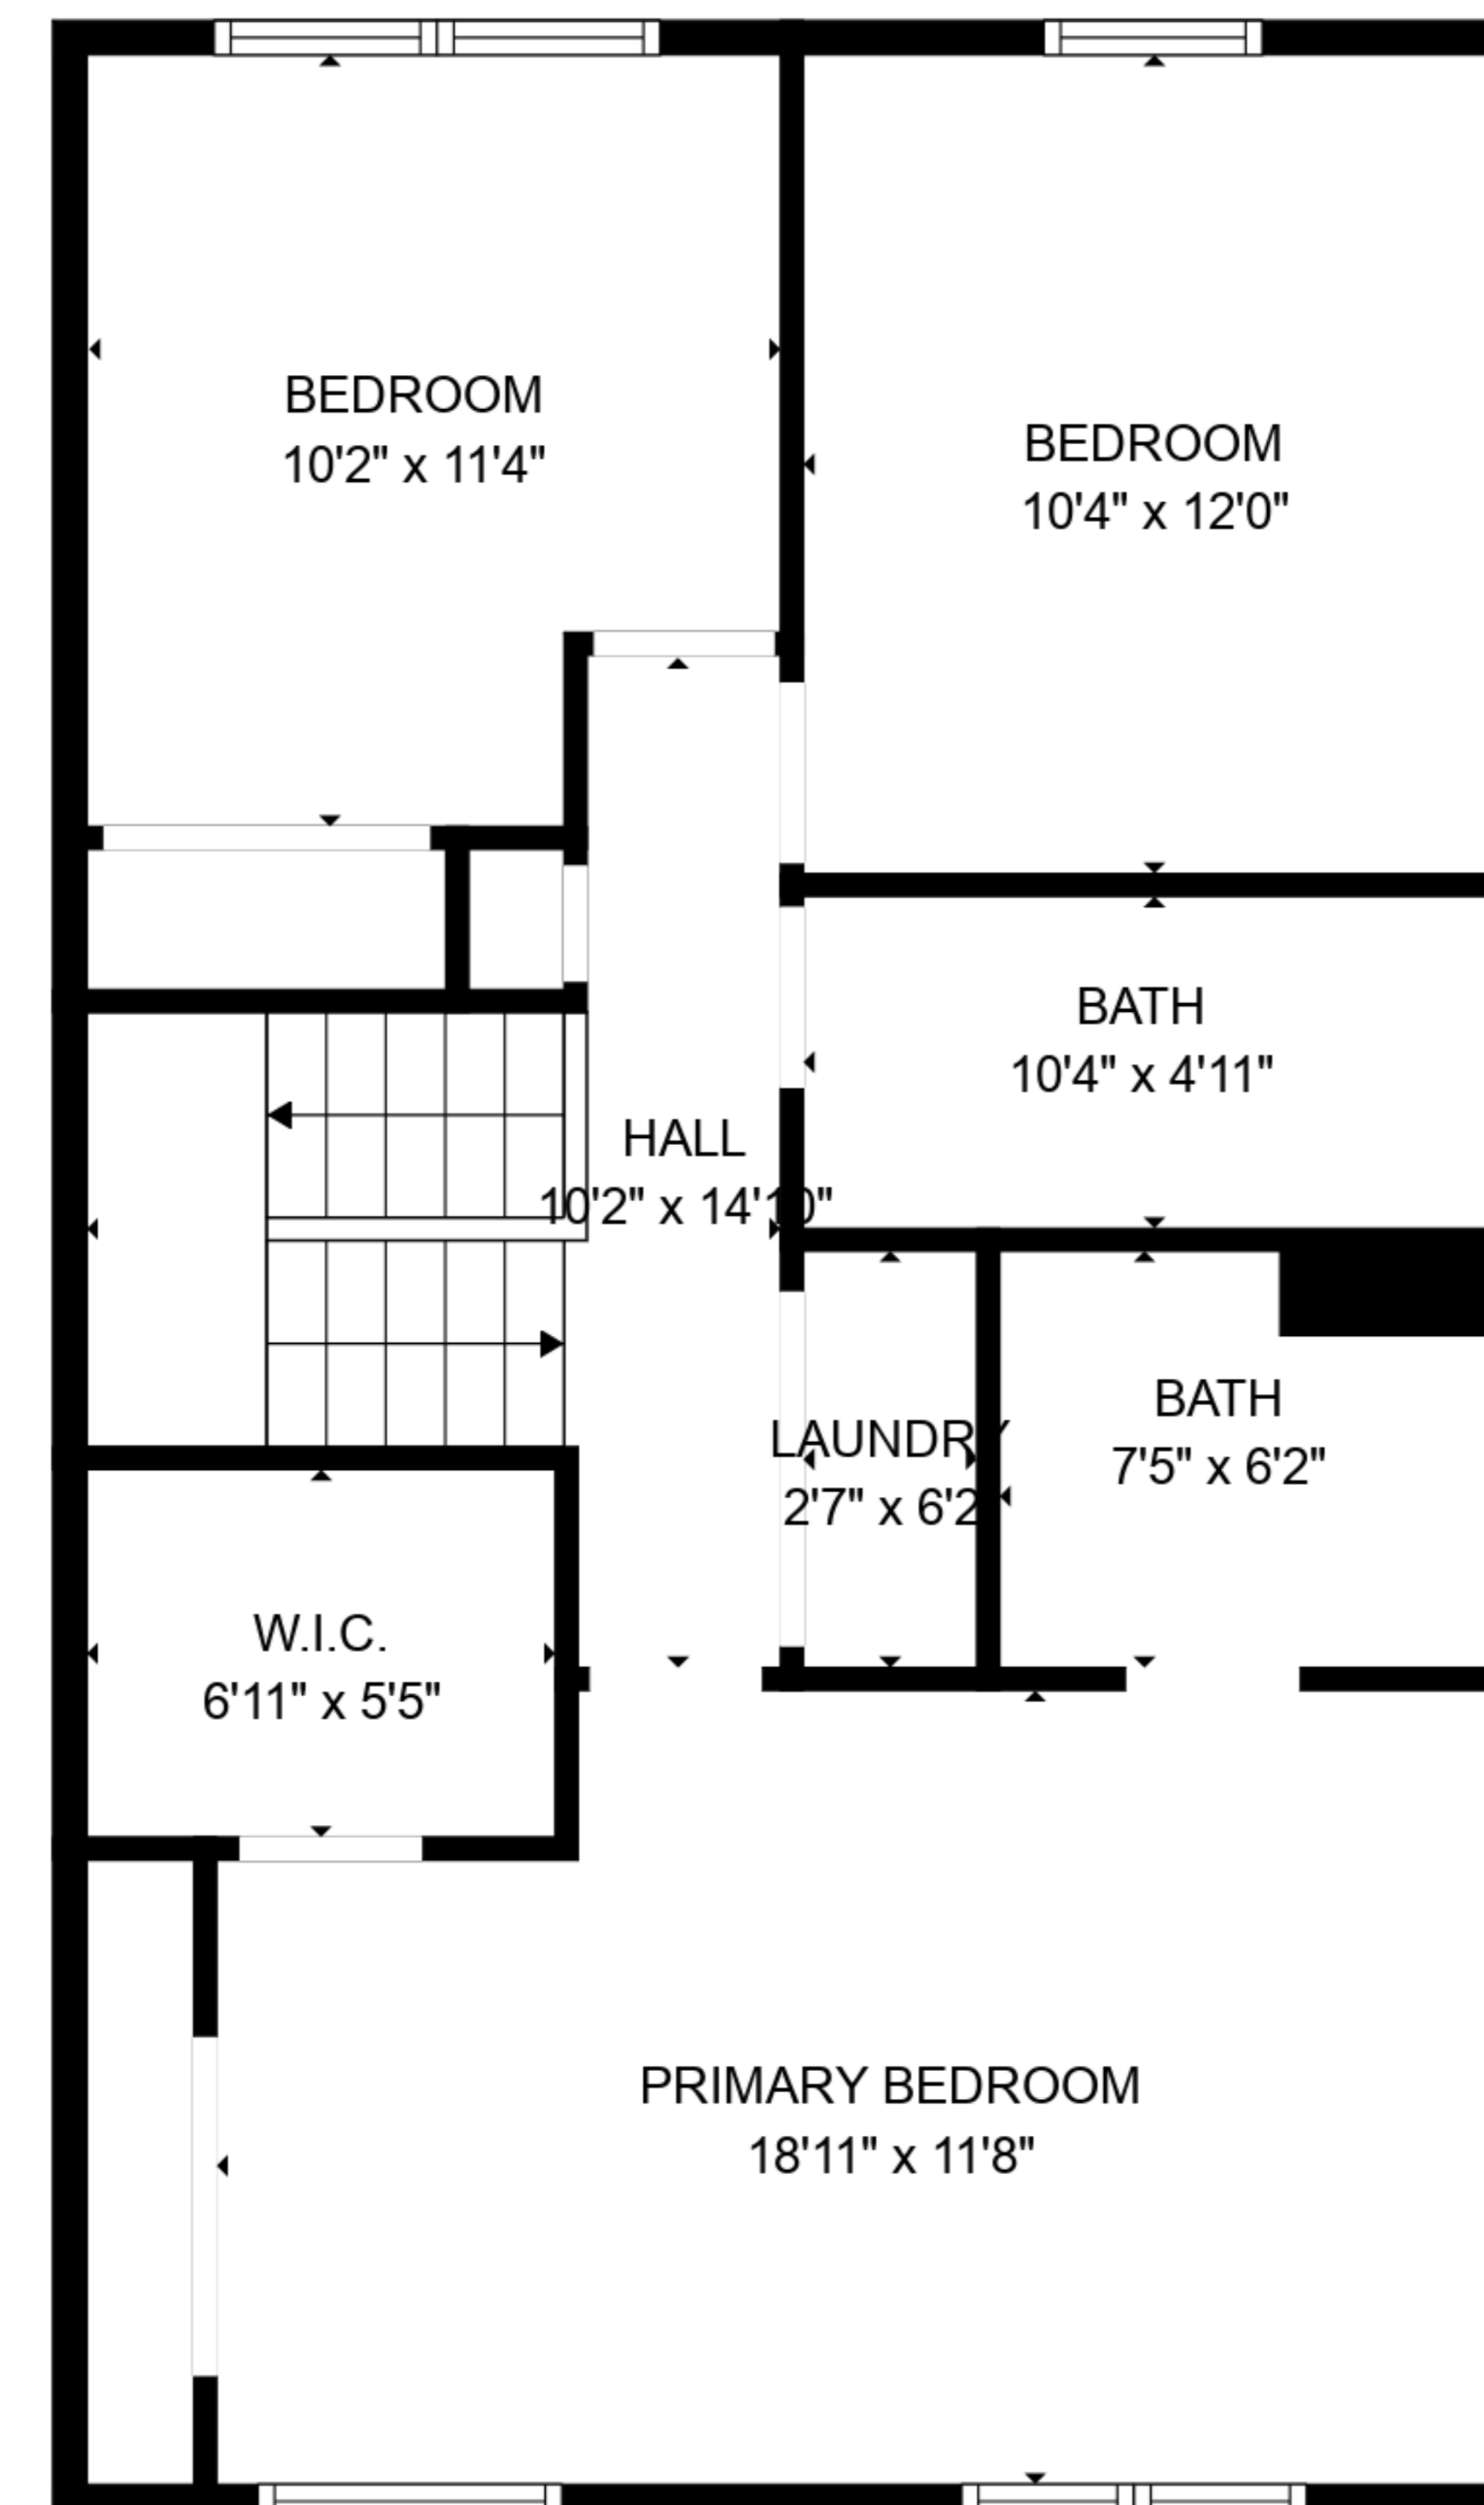 BEDROOM
10'2" x 11'4"
BEDROOM
10'4" x 12'0"
BATH
10'4" x 4'11"
HALL
10'2" x 14'10"
BATH
7'5" x 6'2"
LAUNDRY
2'7" x 6'2
W.I.C.
6'11" x 5'5"
PRIMARY BEDROOM
18'11" x 11'8"